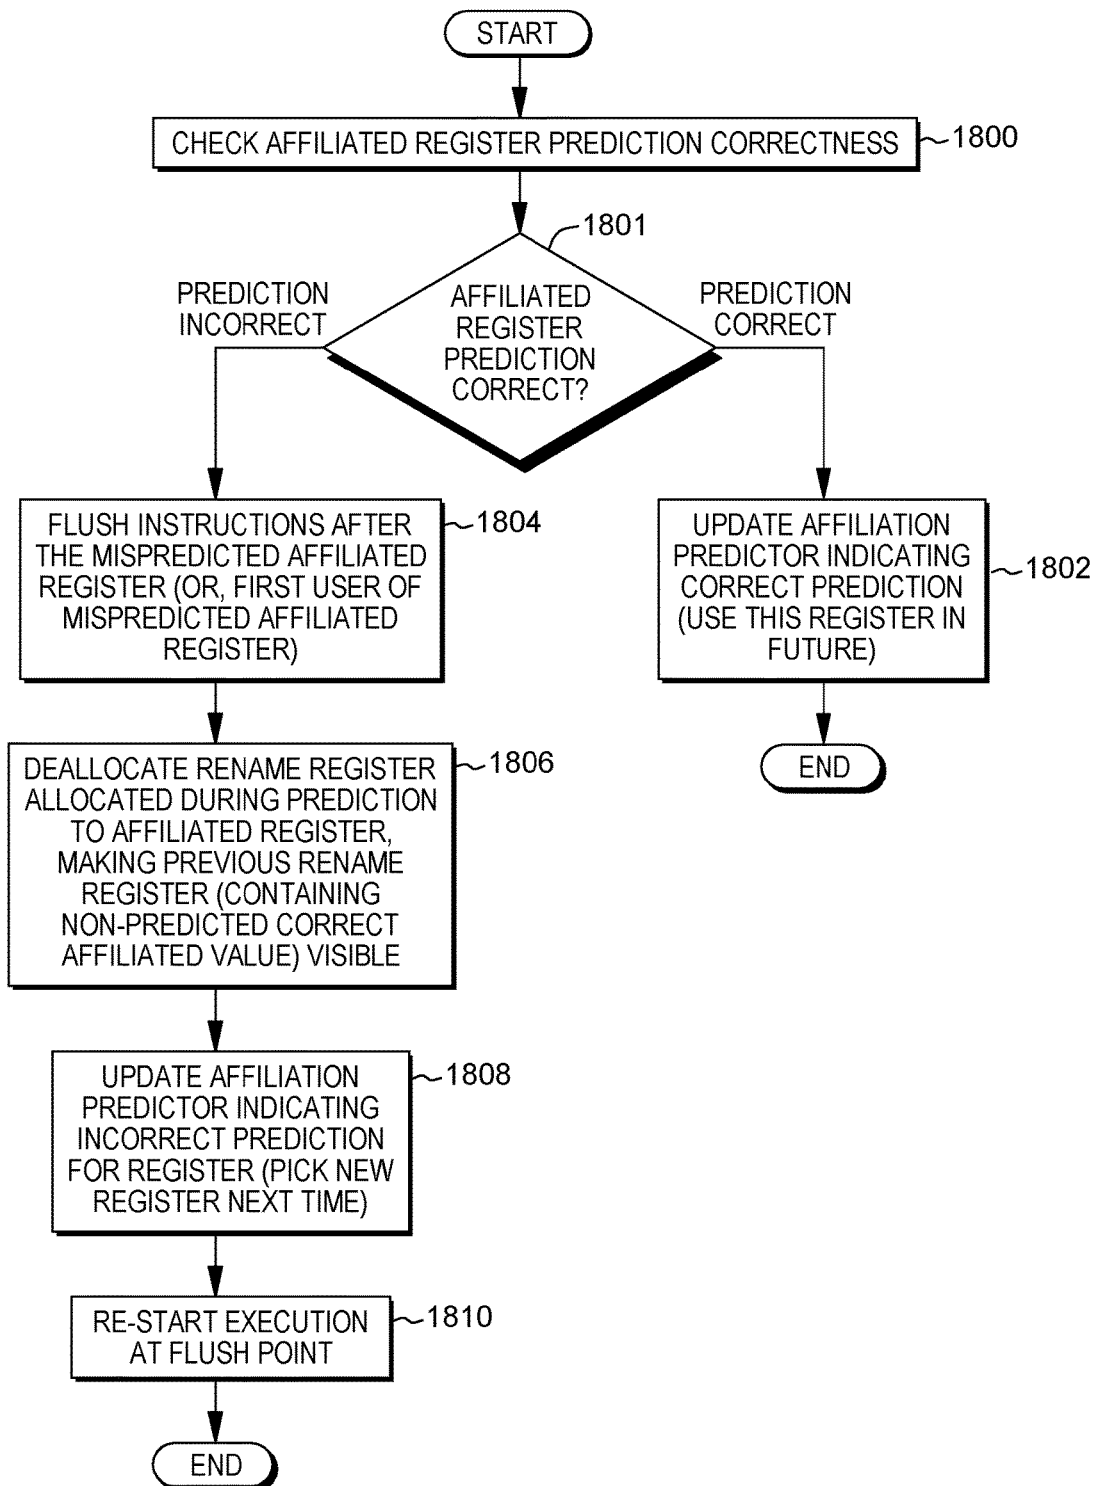 START
CHECK AFFILIATED REGISTER PREDICTION CORRECTNESS
1800
1801
AFFILIATED
REGISTER
PREDICTION
CORRECT?
PREDICTION
INCORRECT
PREDICTION
CORRECT
FLUSH INSTRUCTIONS AFTER
THE MISPREDICTED AFFILIATED
REGISTER (OR, FIRST USER OF
MISPREDICTED AFFILIATED
REGISTER)
1804
UPDATE AFFILIATION
PREDICTOR INDICATING
CORRECT PREDICTION
(USE THIS REGISTER IN
FUTURE)
1802
END
DEALLOCATE RENAME REGISTER
ALLOCATED DURING PREDICTION
TO AFFILIATED REGISTER,
MAKING PREVIOUS RENAME
REGISTER (CONTAINING
NON-PREDICTED CORRECT
AFFILIATED VALUE) VISIBLE
1806
UPDATE AFFILIATION
PREDICTOR INDICATING
INCORRECT PREDICTION
FOR REGISTER (PICK NEW
REGISTER NEXT TIME)
1808
RE-START EXECUTION
AT FLUSH POINT
1810
END